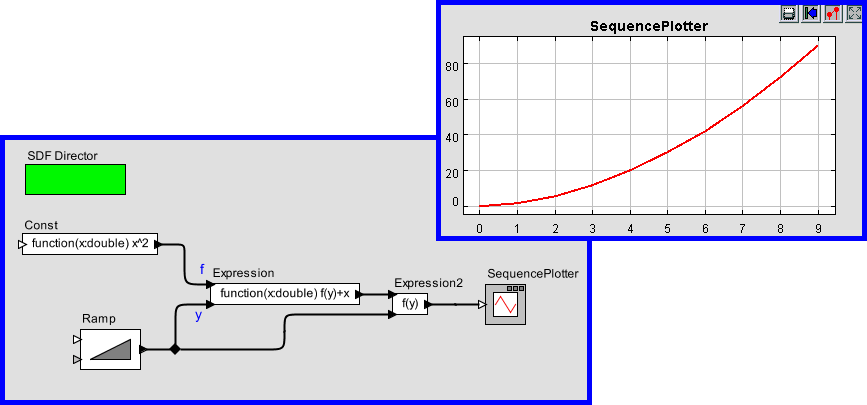 SequencePlotter
80
60
40
20
0
0 1 2 3 4 5 6 7 8 9
SDF Director
Const
function(x:double) x^2
f
Expression
function(x:double) f(y)+x
y
Expression2
f(y)
SequencePlotter
Ramp